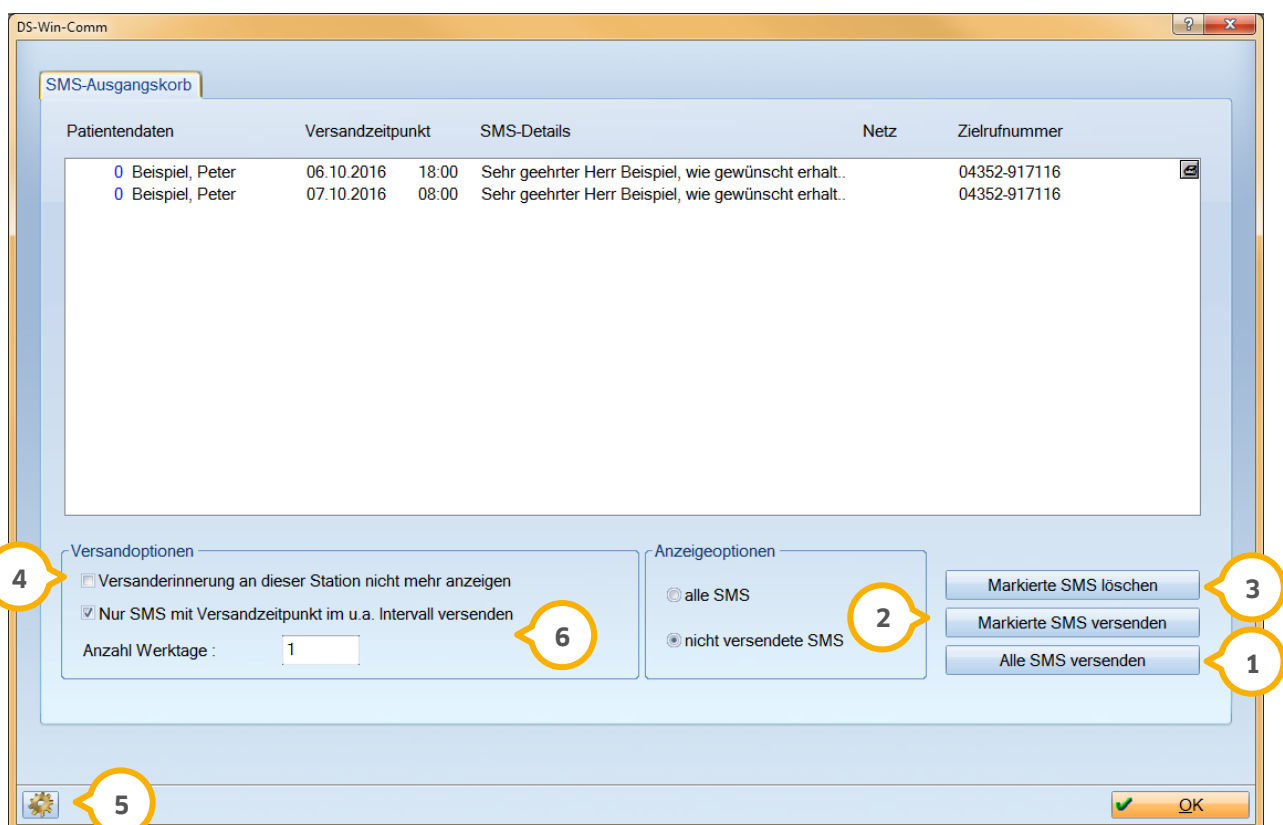 DS-Win-Comm
SMS-Ausgangskorb
Patientendaten Versandzeitpunkt SMS-Details Netz Zielrufnummer
0 Beispiel, Peter 06.10.2016 18:00 Sehr geehrter Herr Beispiel, wie gewünscht erhalt.. 04352-917116
0 Beispiel, Peter 07.10.2016 08:00 Sehr geehrter Herr Beispiel, wie gewünscht erhalt.. 04352-917116
Versandoptionen
4
Versanderinnerung an dieser Station nicht mehr anzeigen
Nur SMS mit Versandzeitpunkt im u.a. Intervall versenden
6
Anzahl Werktage : 1
Anzeigeoptionen
alle SMS
nicht versendete SMS
2
Markierte SMS löschen
3
Markierte SMS versenden
Alle SMS versenden
1
5
OK